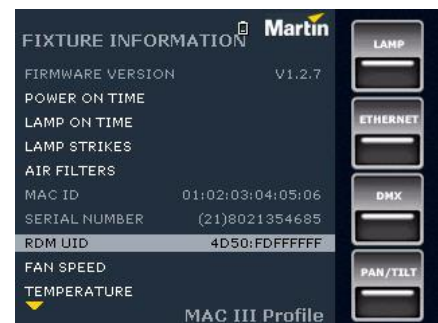 Martin
FIXTURE INFORMATION
FIRMWARE VERSION V1.2.7
POWER ON TIME
LAMP ON TIME
LAMP STRIKES
AIR FILTERS
MAC ID 01:02:03:04:05:06
SERIAL NUMBER (21)8021354685
RDM UID 4D50:FDFFFFFF
FAN SPEED
TEMPERATURE
MAC III Profile
LAMP
ETHERNET
DMX
PAN/TILT